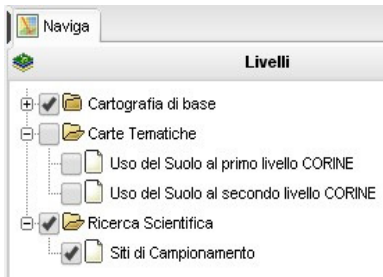 Naviga
Livelli
Cartografia di base
Carte Tematiche
Uso del Suolo al primo livello CORINE
Uso del Suolo al secondo livello CORINE
Ricerca Scientifica
Siti di Campionamento